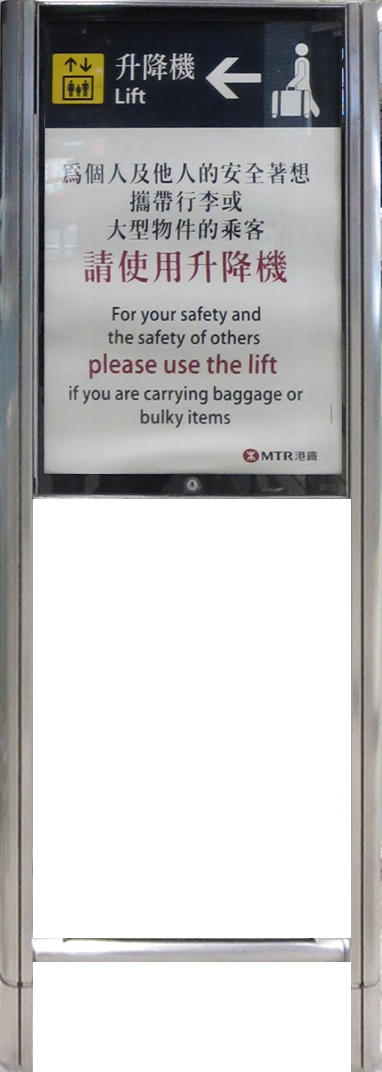 升降機
Lift
為個人及他人的安全著想
攜帶行李或
大型物件的乘客
請使用升降機
For your safety and
the safety of others
please use the lift
if you are carrying baggage or
bulky items
MTR港鐵